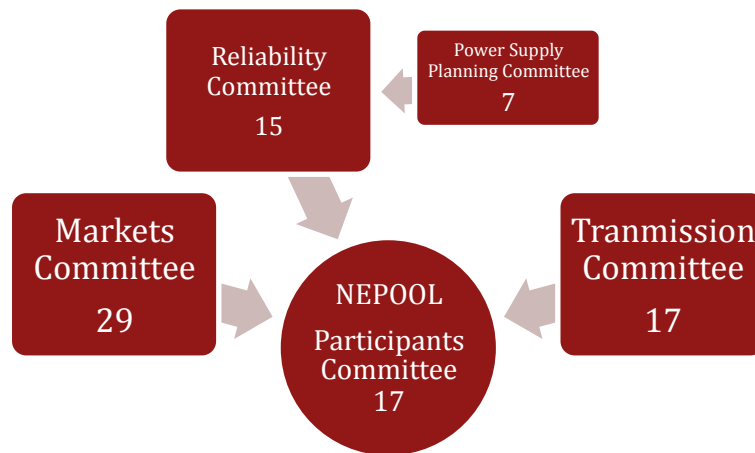 Reliability
Committee
15
Power Supply
Planning Committee
7
Markets
Committee
29
Tranmission
Committee
17
NEPOOL
Participants
Committee
17